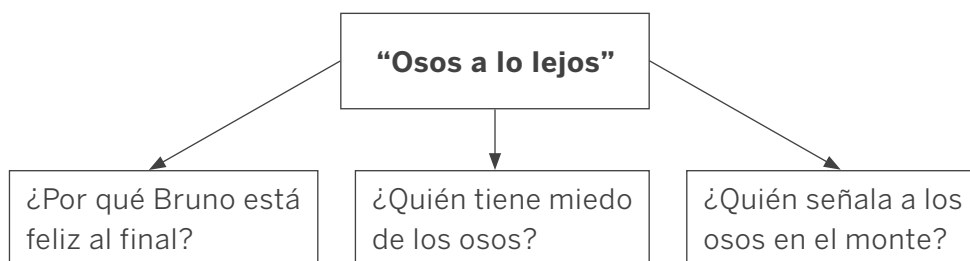 “Osos a lo lejos”
¿Por qué Bruno está
feliz al final?
¿Quién tiene miedo
de los osos?
¿Quién señala a los
osos en el monte?